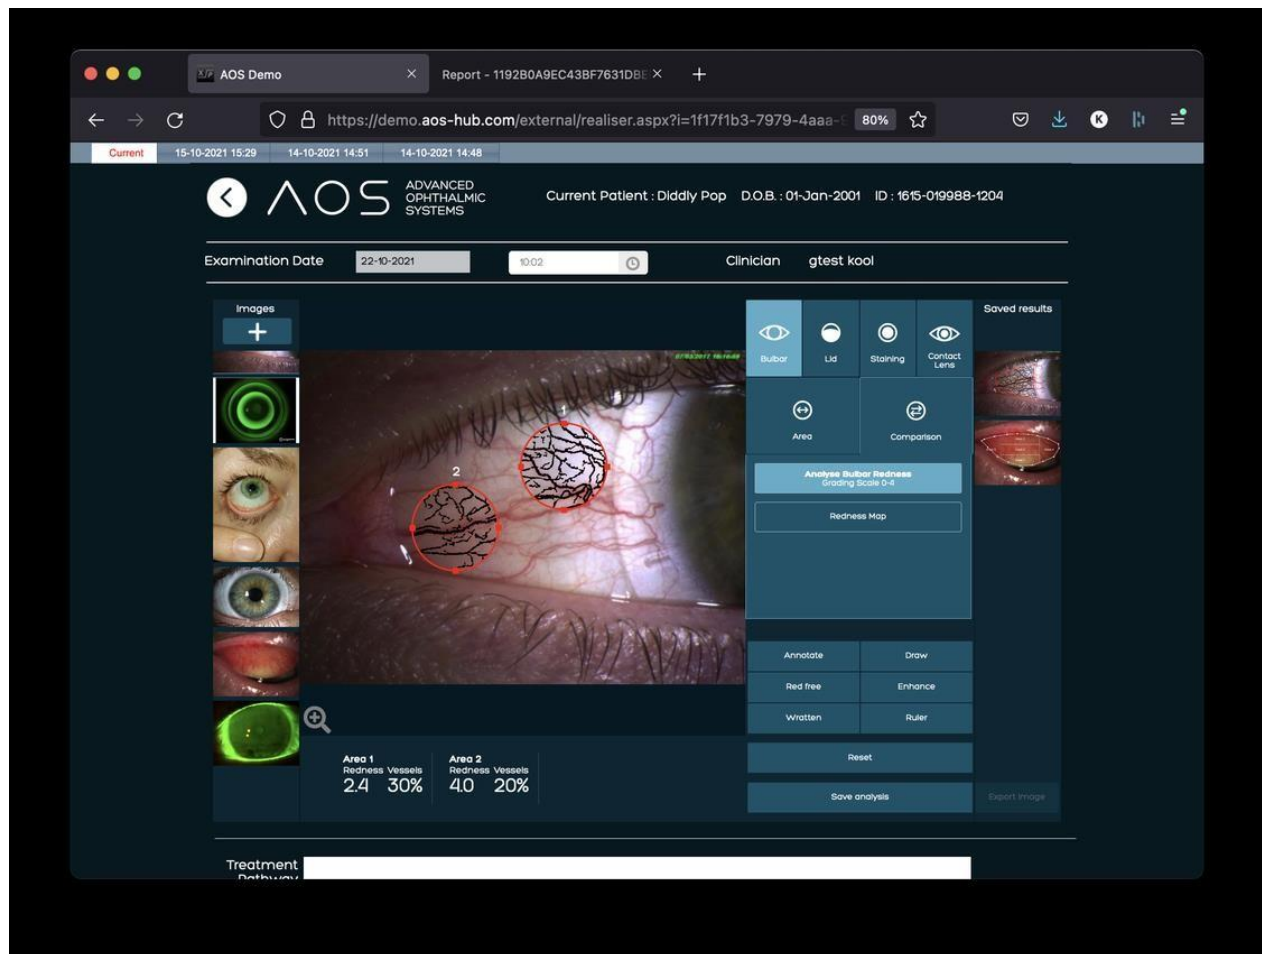 AOS Demo
Report - 1192B0A9EC43BF7631DBE
https://demo.aos-hub.com/external/realiser.aspx?i=1f17f1b3-7979-4aaa-
80%
K
Current 15-10-2021 15:29 14-10-2021 14:51 14-10-2021 14:48
AOS
ADVANCED
OPHTHALMIC
SYSTEMS
Current Patient : Diddly Pop D.O.B. : 01-Jan-2001 ID : 1615-019988-1204
Examination Date 22-10-2021 10:02 Clinician gtest kool
Images
Saved results
Bulbar Lid Staining Contact
Lens
Area Comparison
1
2
Analyse Bulbar Redness
Grading Scale 0-4
Redness Map
Annotate Draw
Red free Enhance
Wratten Ruler
Reset
Save analysis
Export Image
Area 1 Area 2
Redness Vessels Redness Vessels
2.4 30% 4.0 20%
Treatment
Pathway